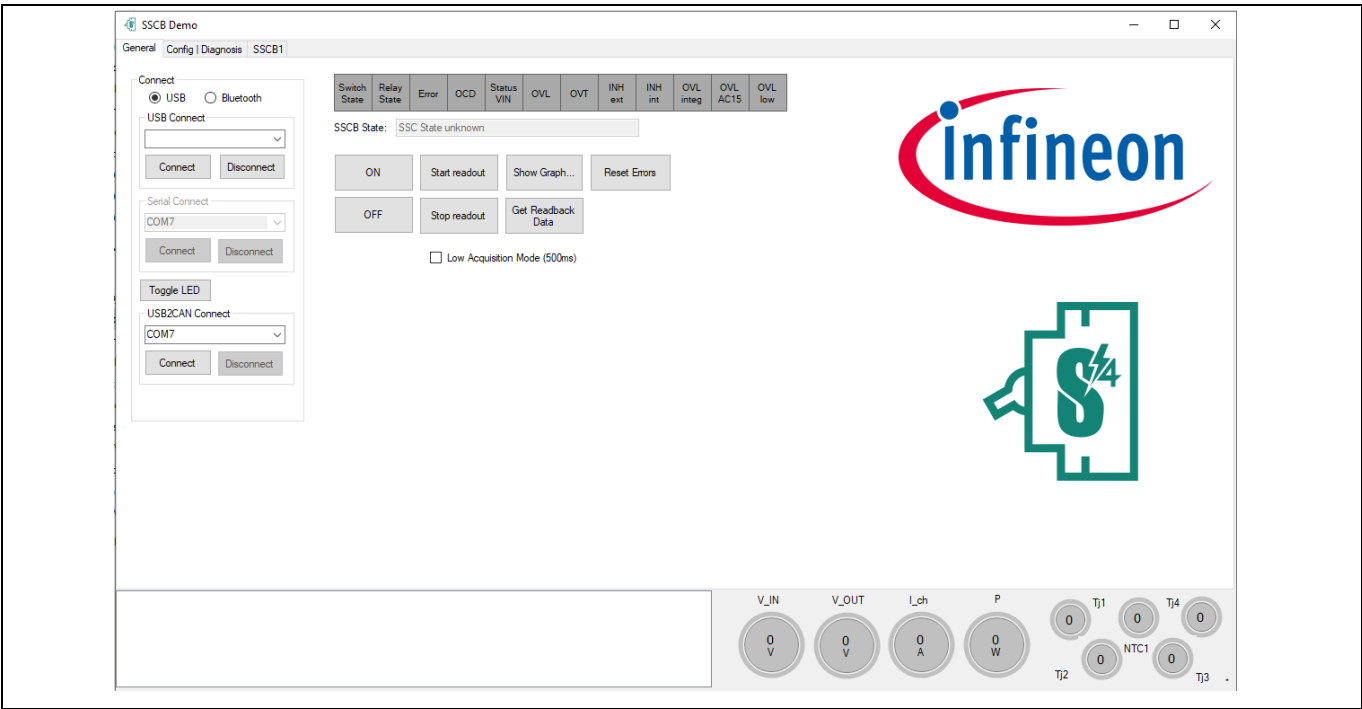 SSCB Demo
General Config | Diagnosis SSCB1
Connect
USB Bluetooth
USB Connect
Connect Disconnect
Serial Connect
COM7
Connect Disconnect
Toggle LED
USB2CAN Connect
COM7
Connect Disconnect
Switch State Relay State Error OCD Status VIN OVL OVT INH ext INH int OVL integ OVL AC15 OVL low
SSCB State: SSC State unknown
ON Start readout Show Graph... Reset Errors
OFF Stop readout Get Readback Data
Low Acquisition Mode (500ms)
infineon
S4
V_IN V_OUT I_ch P
0 V 0 V 0 A 0 W
Tj1 Tj4
0 0 0
NTC1
0 0
Tj2 Tj3